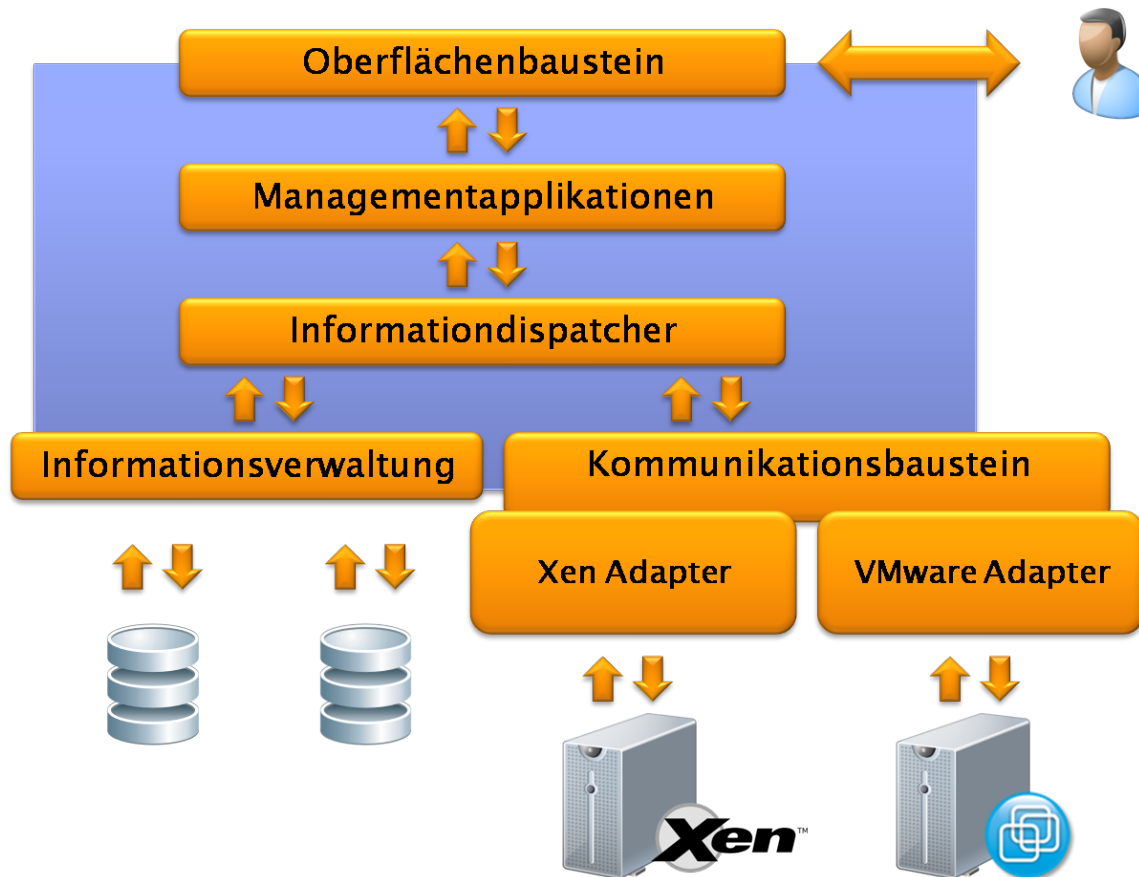 Oberflächenbaustein
Managementapplikationen
Informationdispatcher
Informationsverwaltung
Kommunikationsbaustein
Xen Adapter
VMware Adapter
Xen™